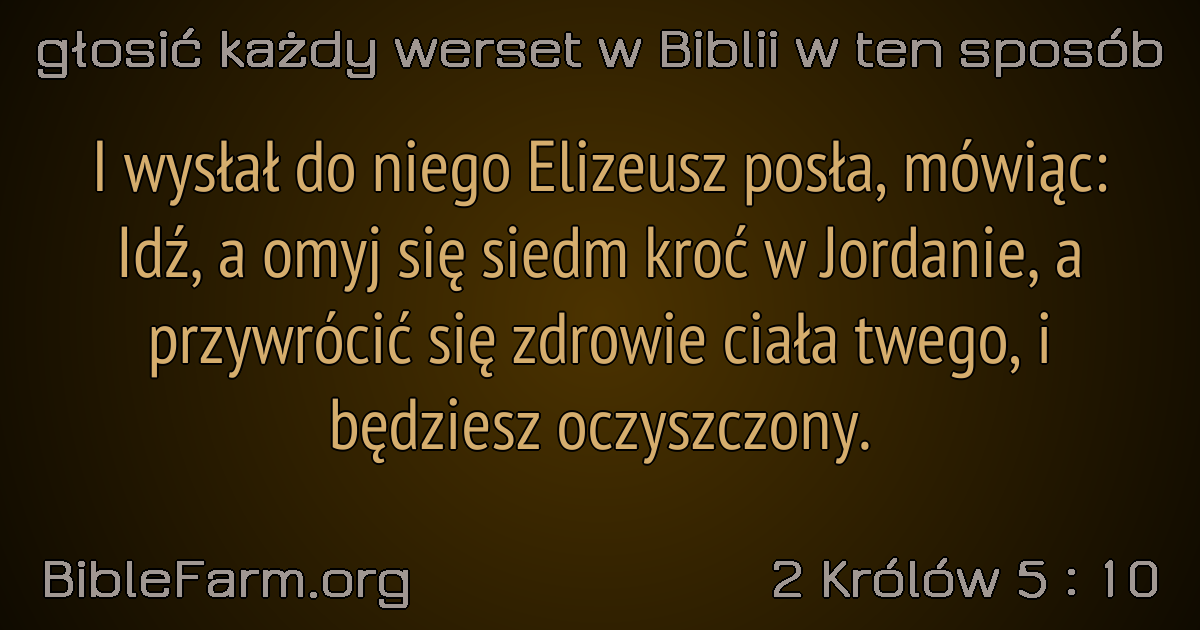 głosić każdy werset w Biblii w ten sposób
I wysłał do niego Elizeusz posła, mówiąc:
Idź, a omyj się siedm kroć w Jordanie, a
przywrócić się zdrowie ciała twego, i
będziesz oczyszczony.
BibleFarm.org
2 Królów 5 : 10